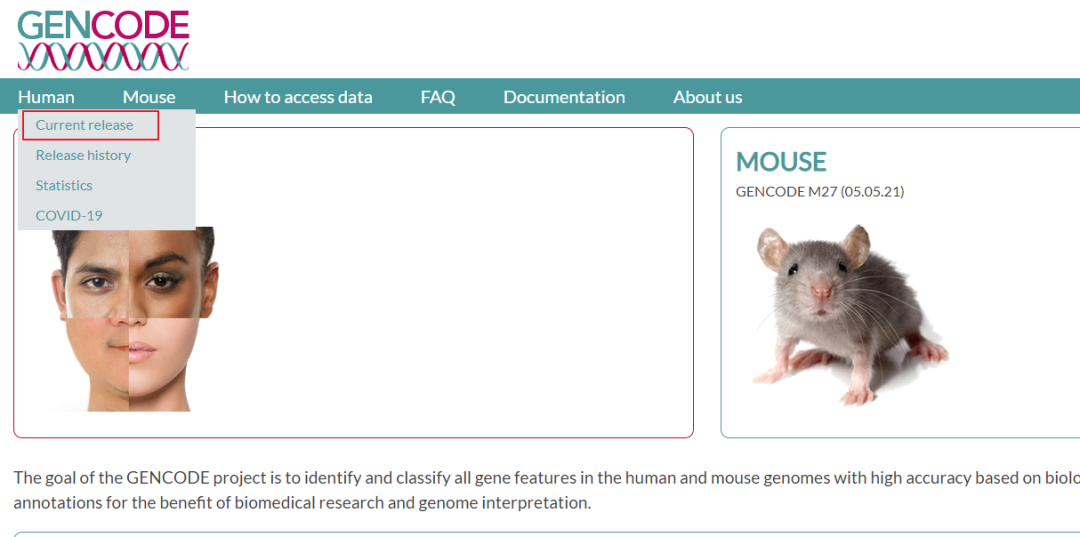 GENCODE
Human Mouse How to access data FAQ Documentation About us
Current release
Release history
Statistics
COVID-19
MOUSE
GENCODE M27 (05.05.21)
The goal of the GENCODE project is to identify and classify all gene features in the human and mouse genomes with high accuracy based on biolo
annotations for the benefit of biomedical research and genome interpretation.